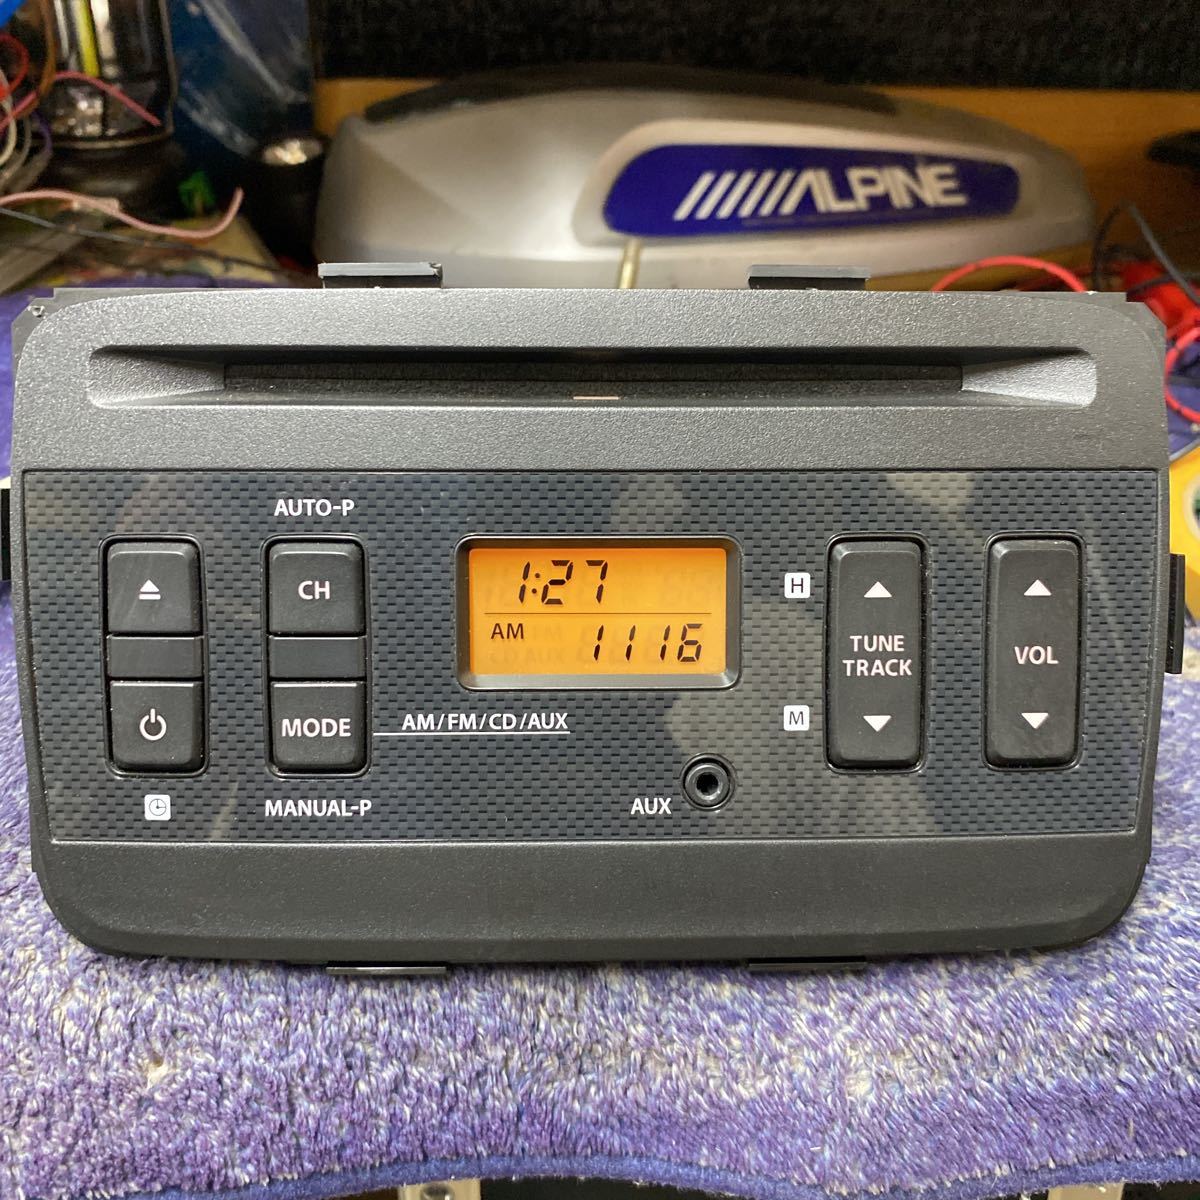 ALPINE
AUTO-P
CH
1:27
AM 1116
H
TUNE
TRACK
VOL
MODE
AM/FM/CD/AUX
M
MANUAL-P
AUX